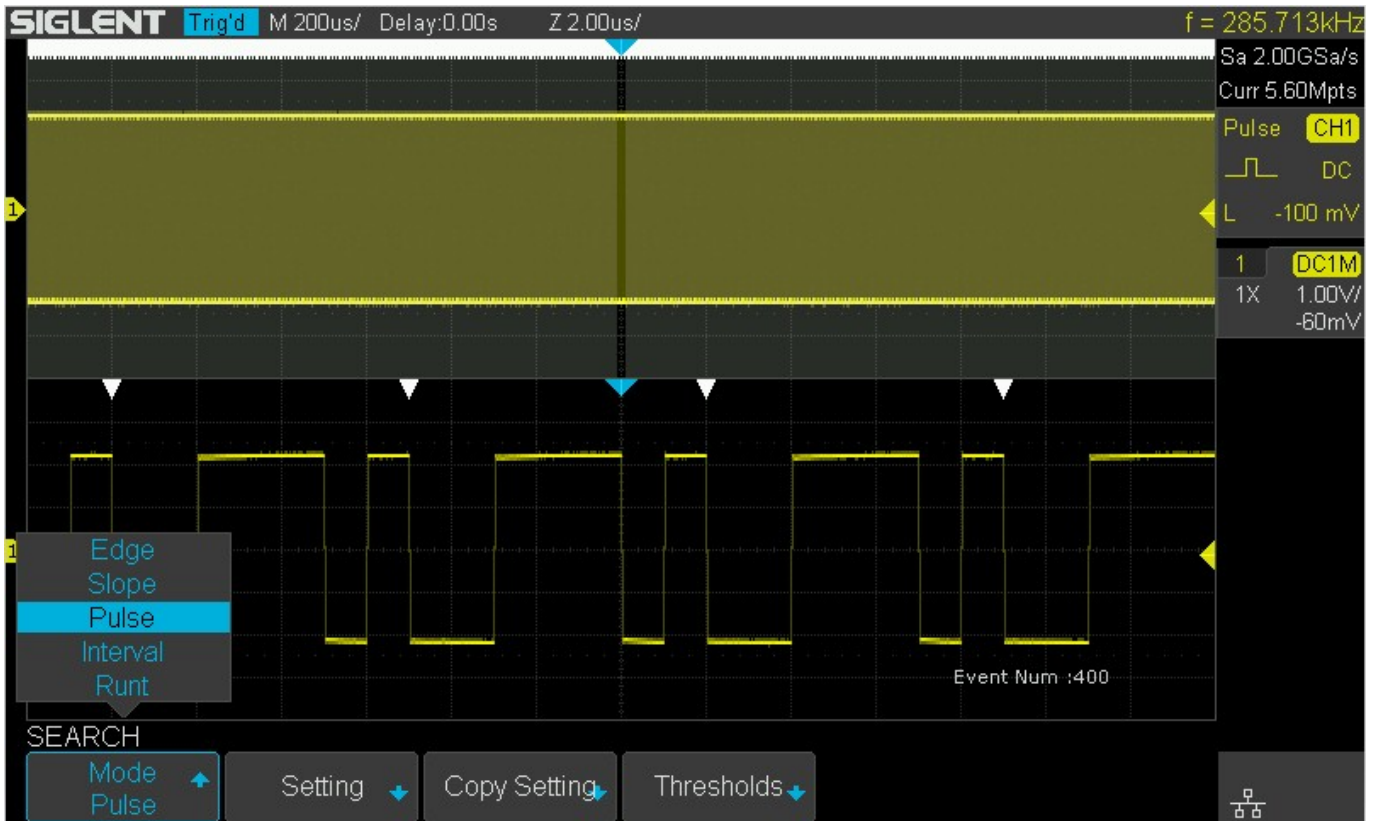 SIGLENT Trig'd M 200us/ Delay:0.00s Z 2.00us/ f = 285.713kHz
Sa 2.00GSa/s
Curr 5.60Mpts
Pulse CH1
DC
L -100 mV
1
1 DC1M
1X 1.00V/
-60mV
1
Edge
Slope
Pulse
Interval
Runt
Event Num :400
SEARCH
Mode
Pulse
Setting
Copy Setting
Thresholds